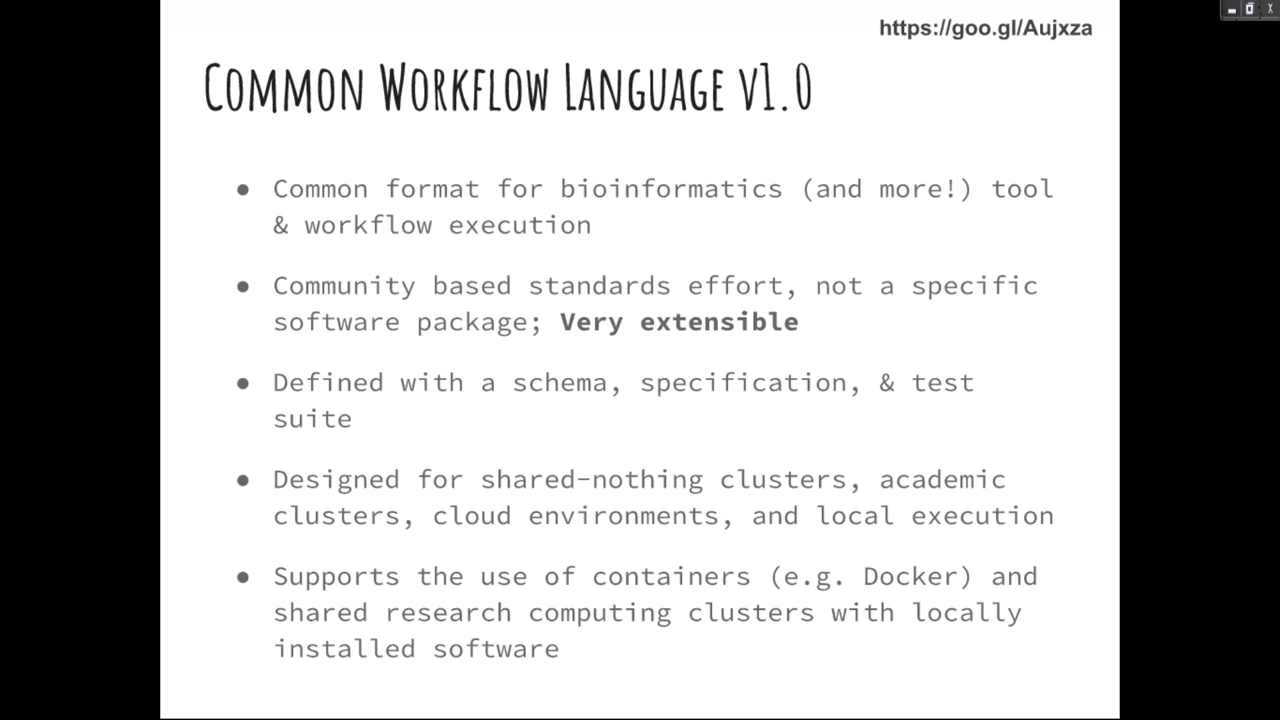 https://goo.gl/Aujxza
Common Workflow Language v1.0
● Common format for bioinformatics (and more!) tool
& workflow execution
● Community based standards effort, not a specific
software package; Very extensible
● Defined with a schema, specification, & test
suite
● Designed for shared-nothing clusters, academic
clusters, cloud environments, and local execution
● Supports the use of containers (e.g. Docker) and
shared research computing clusters with locally
installed software